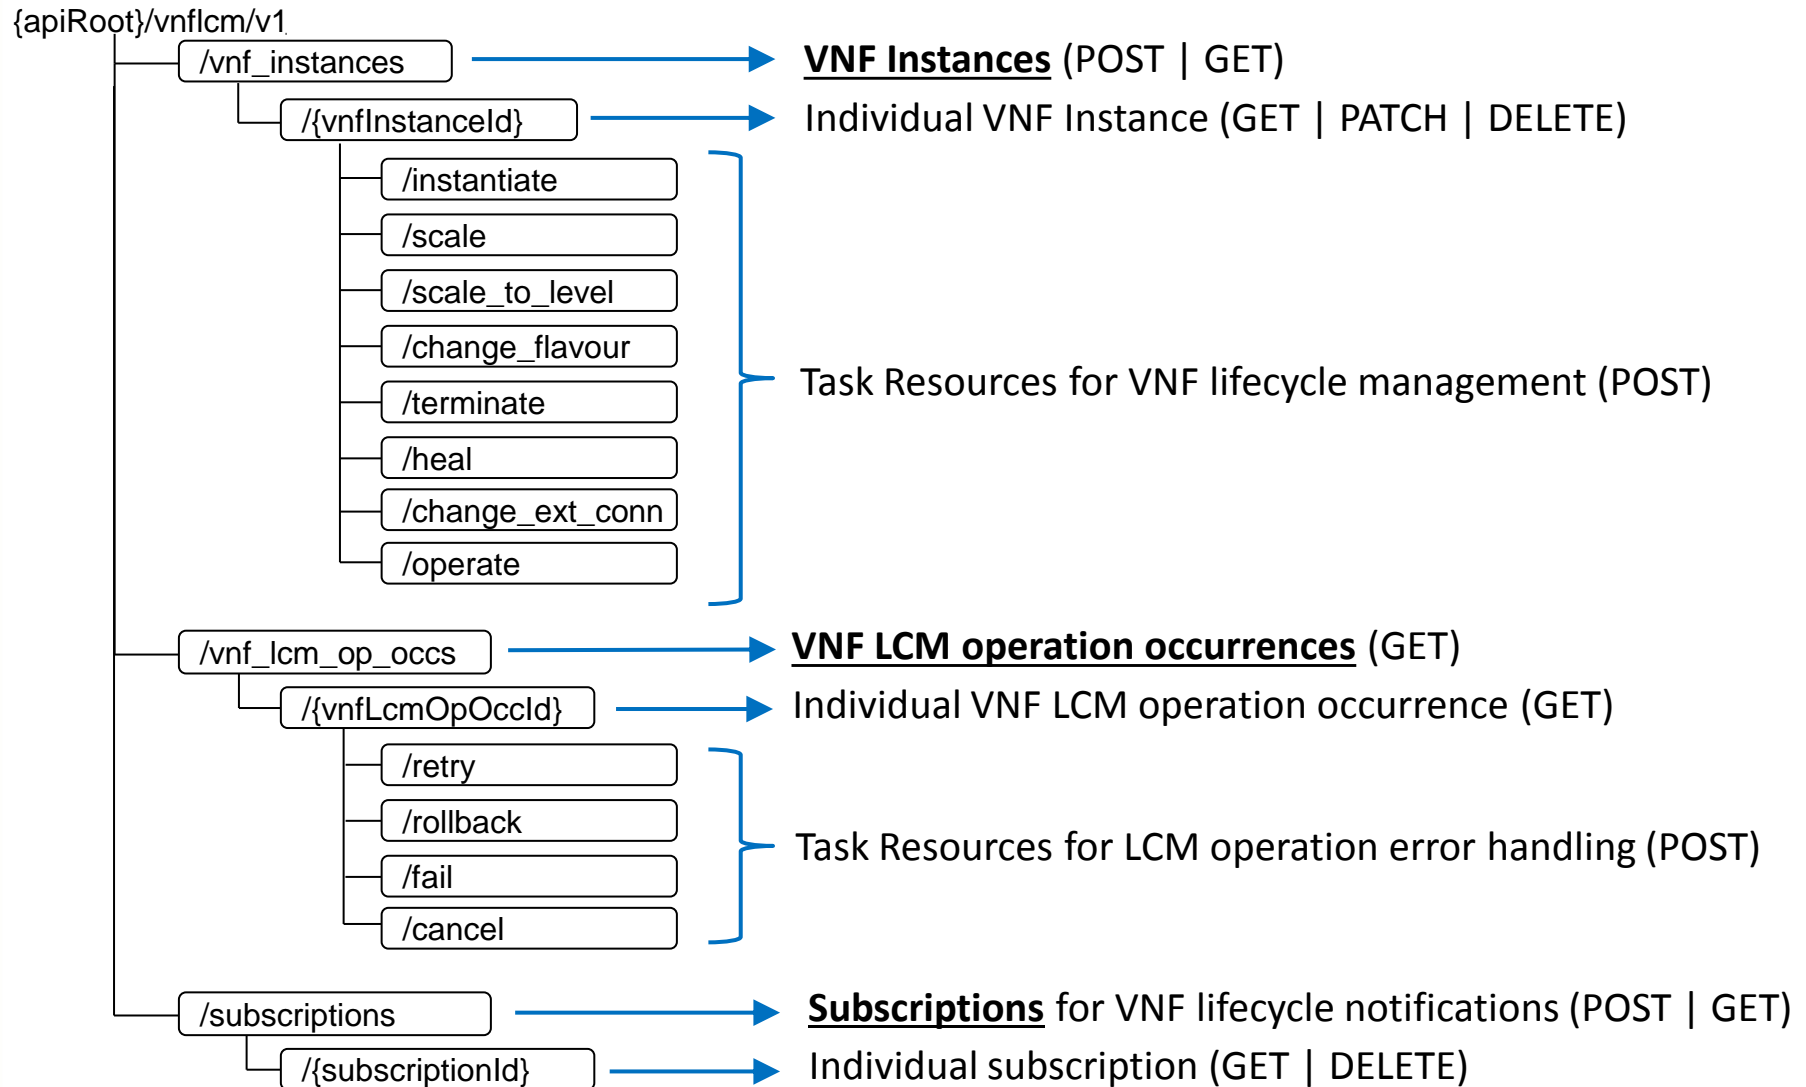 {apiRoot}/vnflcm/v1
/vnf_instances
VNF Instances (POST | GET)
/{vnfInstanceId}
Individual VNF Instance (GET | PATCH | DELETE)
/instantiate
/scale
/scale_to_level
/change_flavour
/terminate
/heal
/change_ext_conn
/operate
Task Resources for VNF lifecycle management (POST)
/vnf_lcm_op_occs
VNF LCM operation occurrences (GET)
/{vnfLcmOpOccId}
Individual VNF LCM operation occurrence (GET)
/retry
/rollback
/fail
/cancel
Task Resources for LCM operation error handling (POST)
/subscriptions
Subscriptions for VNF lifecycle notifications (POST | GET)
/{subscriptionId}
Individual subscription (GET | DELETE)